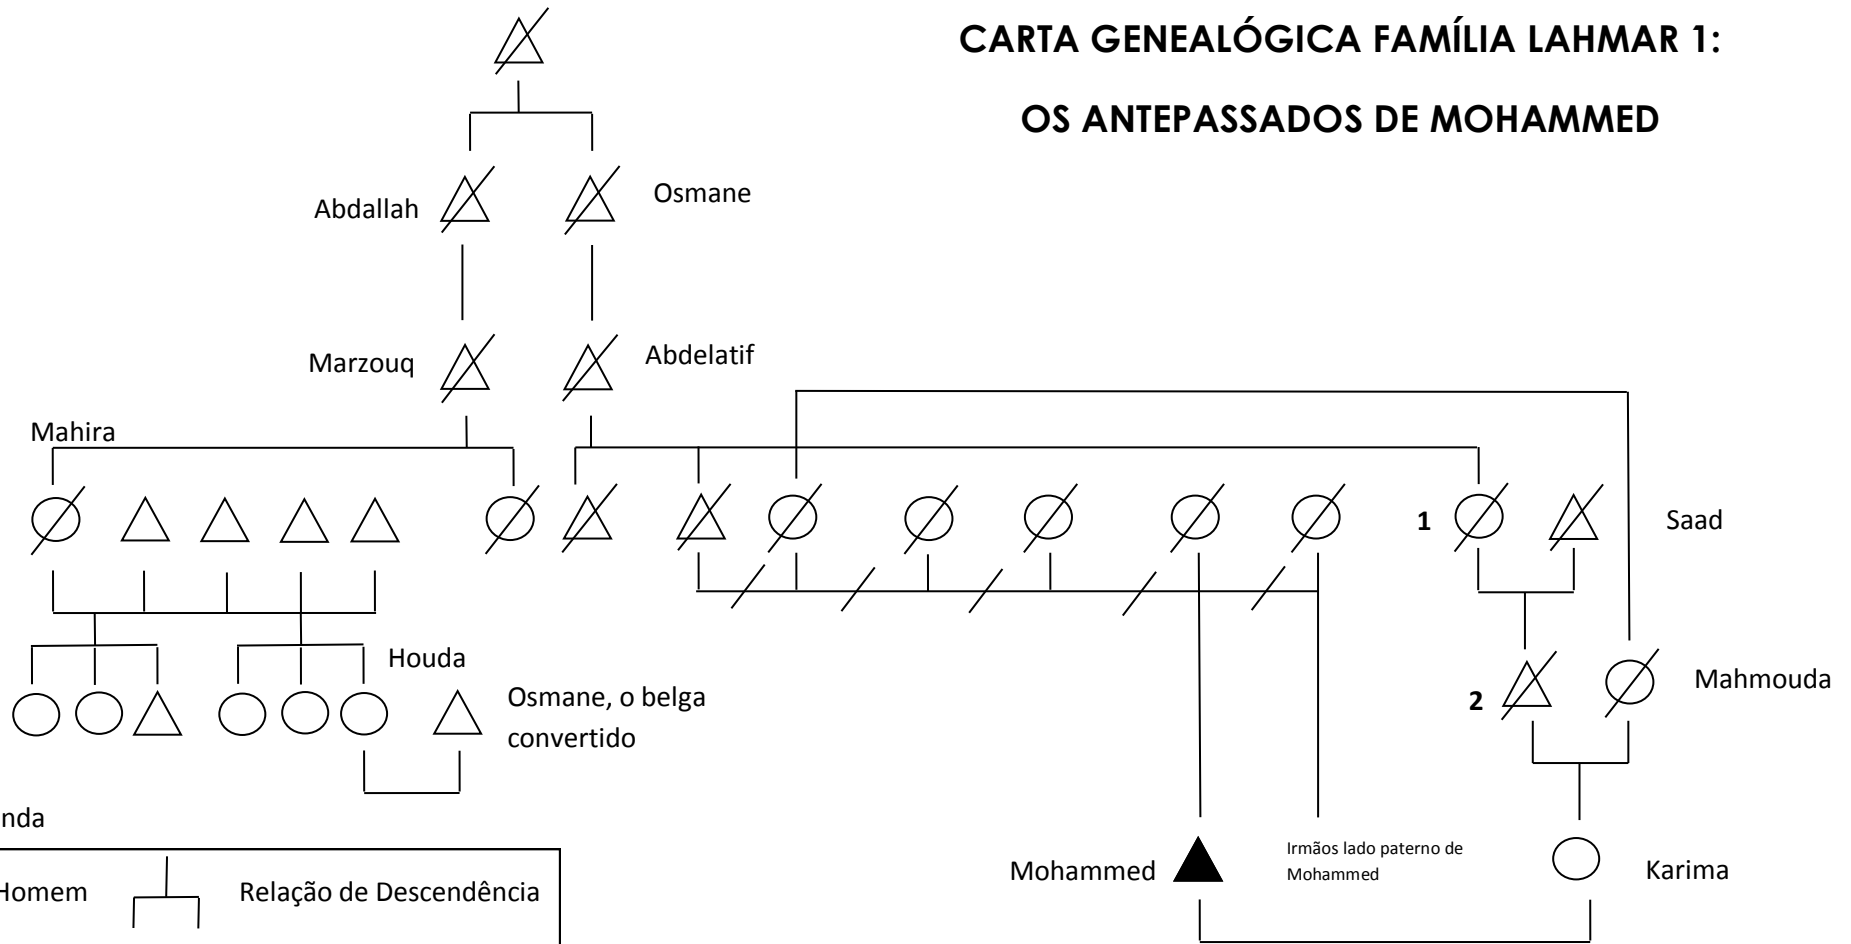 CARTA GENEALÓGICA FAMÍLIA LAHMAR 1:
OS ANTEPASSADOS DE MOHAMMED
Abdallah
Osmane
Marzouq
Abdelatif
Mahira
1
Saad
Houda
Osmane, o belga
convertido
2
Mahmouda
nda
Mohammed
Irmãos lado paterno de
Mohammed
Karima
Homem
Relação de Descendência